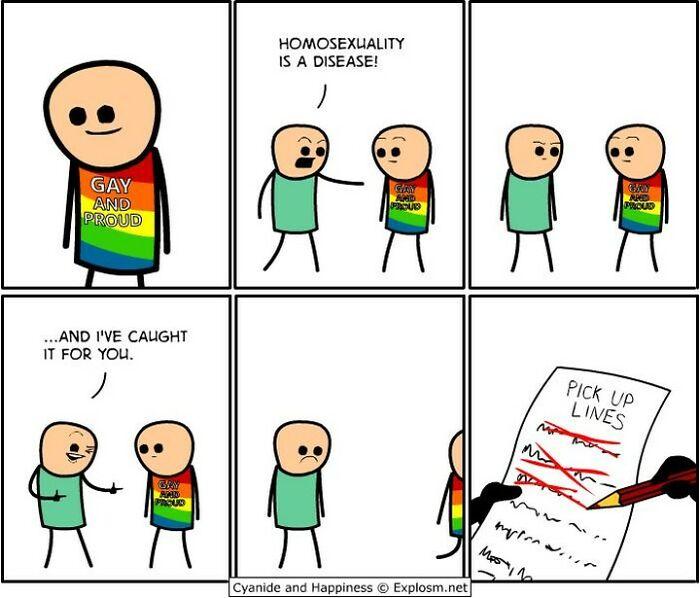 GAY
AND
PROUD
HOMOSEXUALITY
IS A DISEASE!
GAY
AND
PROUD
GAY
AND
PROUD
...AND I'VE CAUGHT
IT FOR YOU.
GAY
AND
PROUD
PICK UP
LINES
Cyanide and Happiness © Explosm.net